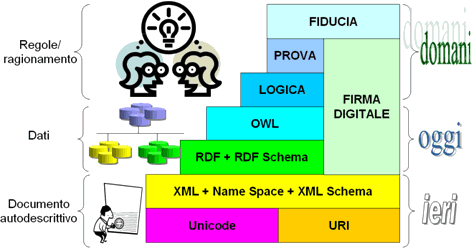 Regole/
ragionamento
FIDUCIA
domani
domani
PROVA
LOGICA
FIRMA
DIGITALE
Dati
OWL
RDF + RDF Schema
oggi
Documento
autodescrittivo
XML + Name Space + XML Schema
Unicode
URI
ieri